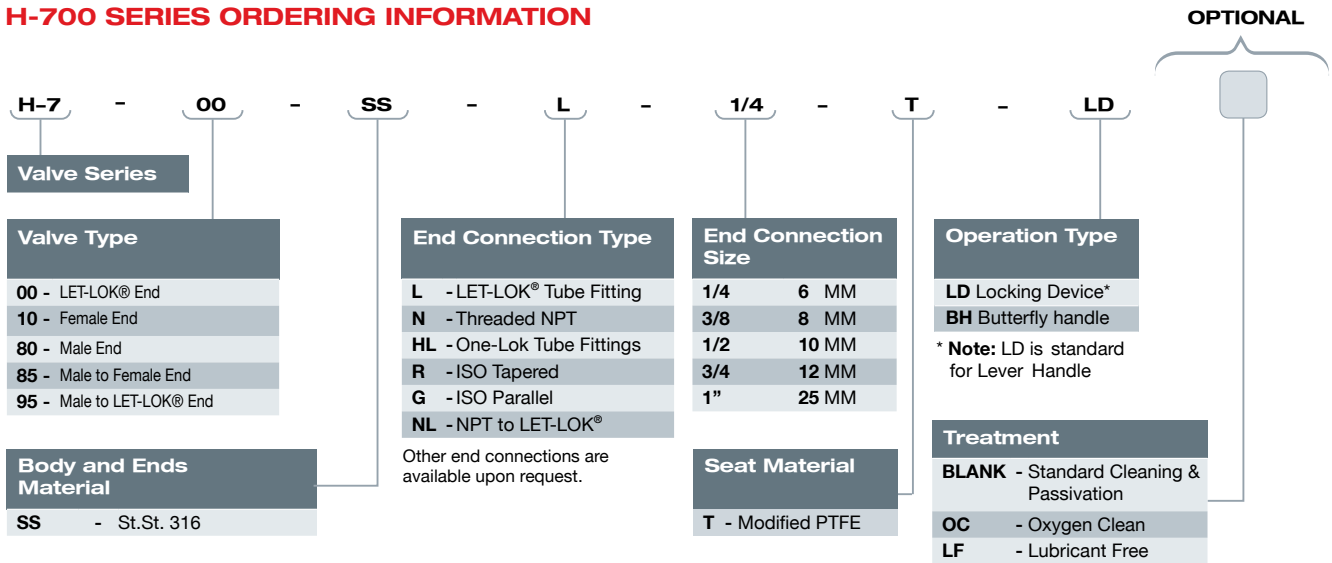 H-700 SERIES ORDERING INFORMATION
OPTIONAL
H-7 - 00 - SS - L - 1/4 - T - LD
Valve Series
Valve Type
00 - LET-LOK® End
10 - Female End
80 - Male End
85 - Male to Female End
95 - Male to LET-LOK® End
Body and Ends
Material
SS - St.St. 316
End Connection Type
L - LET-LOK® Tube Fitting
N - Threaded NPT
HL - One-Lok Tube Fittings
R - ISO Tapered
G - ISO Parallel
NL - NPT to LET-LOK®
Other end connections are
available upon request.
End Connection
Size
1/4 6 MM
3/8 8 MM
1/2 10 MM
3/4 12 MM
1” 25 MM
Seat Material
T - Modified PTFE
Operation Type
LD Locking Device*
BH Butterfly handle
* Note: LD is standard
for Lever Handle
Treatment
BLANK - Standard Cleaning &
Passivation
OC - Oxygen Clean
LF - Lubricant Free